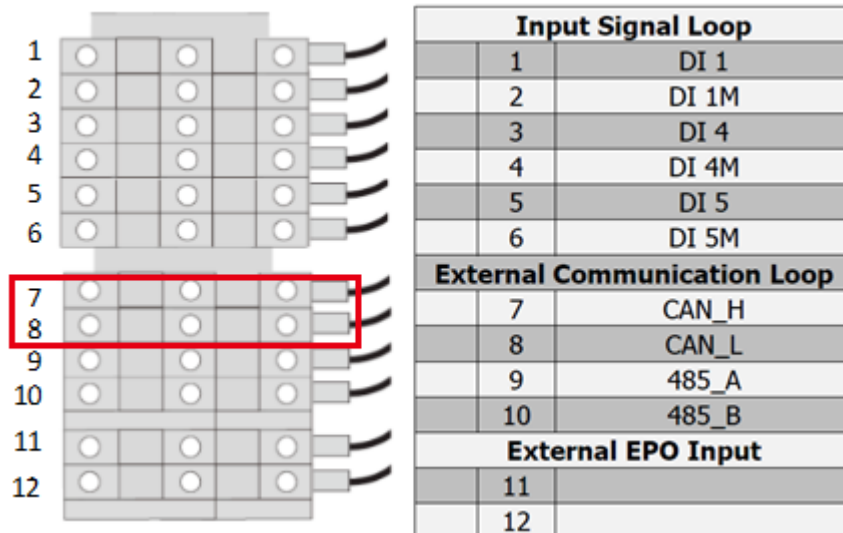 1
2
3
4
5
6
7
8
9
10
11
12
Input Signal Loop
1 DI 1
2 DI 1M
3 DI 4
4 DI 4M
5 DI 5
6 DI 5M
External Communication Loop
7 CAN_H
8 CAN_L
9 485_A
10 485_B
External EPO Input
11
12